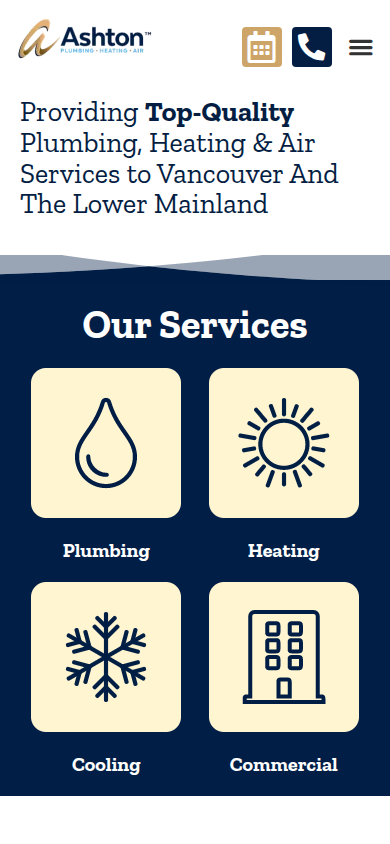 Ashton™
PLUMBING • HEATING • AIR
Providing Top-Quality
Plumbing, Heating & Air
Services to Vancouver And
The Lower Mainland
Our Services
Plumbing
Heating
Cooling
Commercial